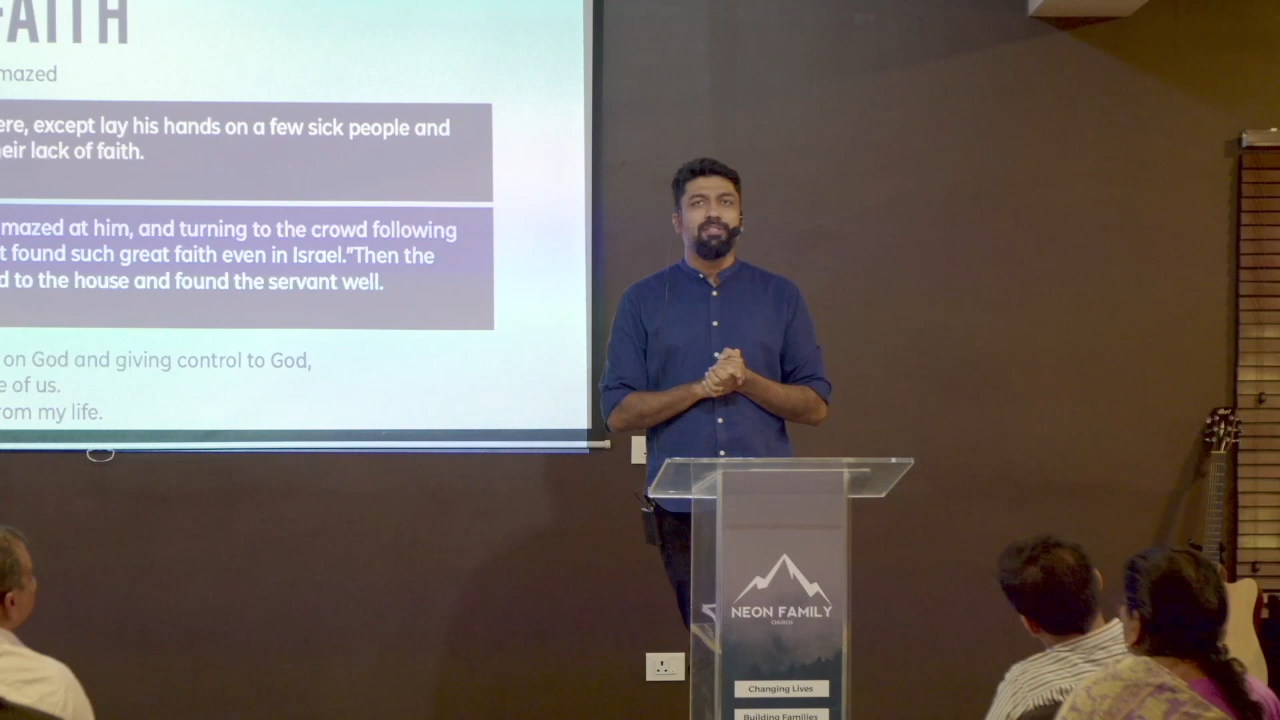 FAITH
mazed
ere, except lay his hands on a few sick people and
heir lack of faith.
mazed at him, and turning to the crowd following
t found such great faith even in Israel."Then the
d to the house and found the servant well.
on God and giving control to God,
e of us.
rom my life.
NEON FAMILY
CHURCH
Changing Lives
Building Families